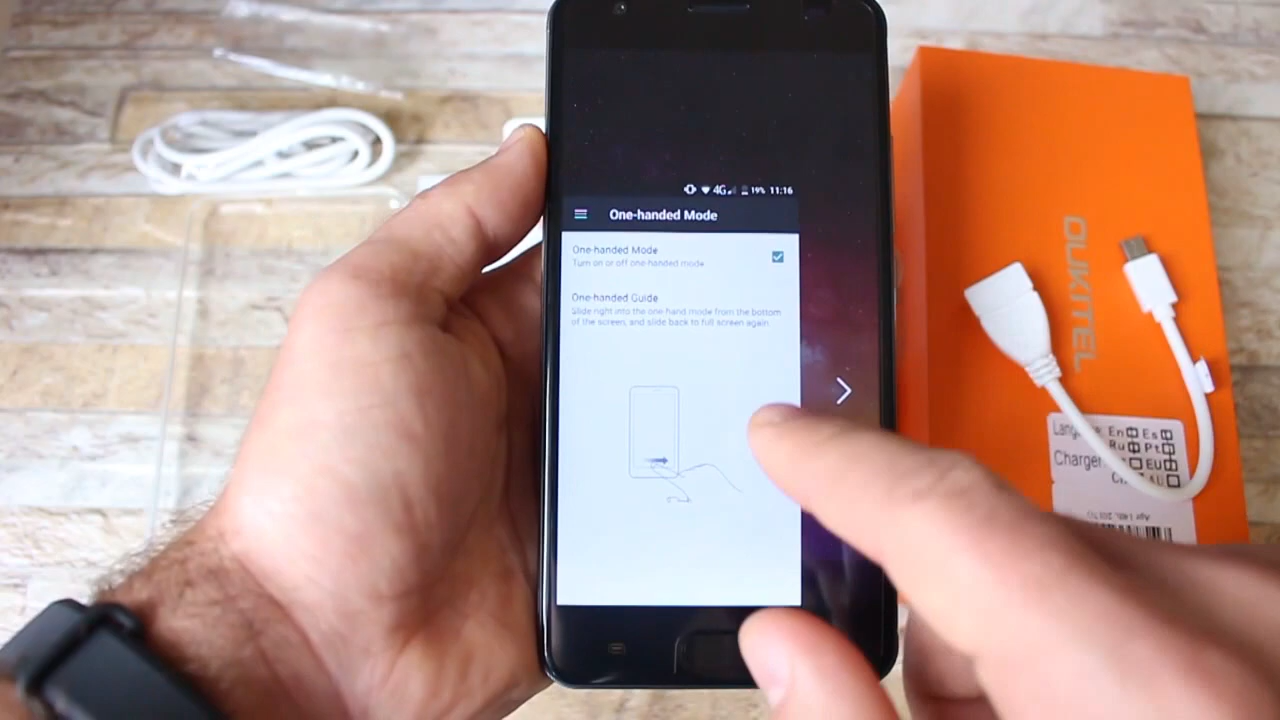 4G 19% 11:16
One-handed Mode
One-handed Mode
Turn on or off one-handed mode
One-handed Guide
Slide right into the one-hand mode from the bottom
of the screen, and slide back to full screen again
OUKITEL
En Es
Ru Pt
Charger EU
AU